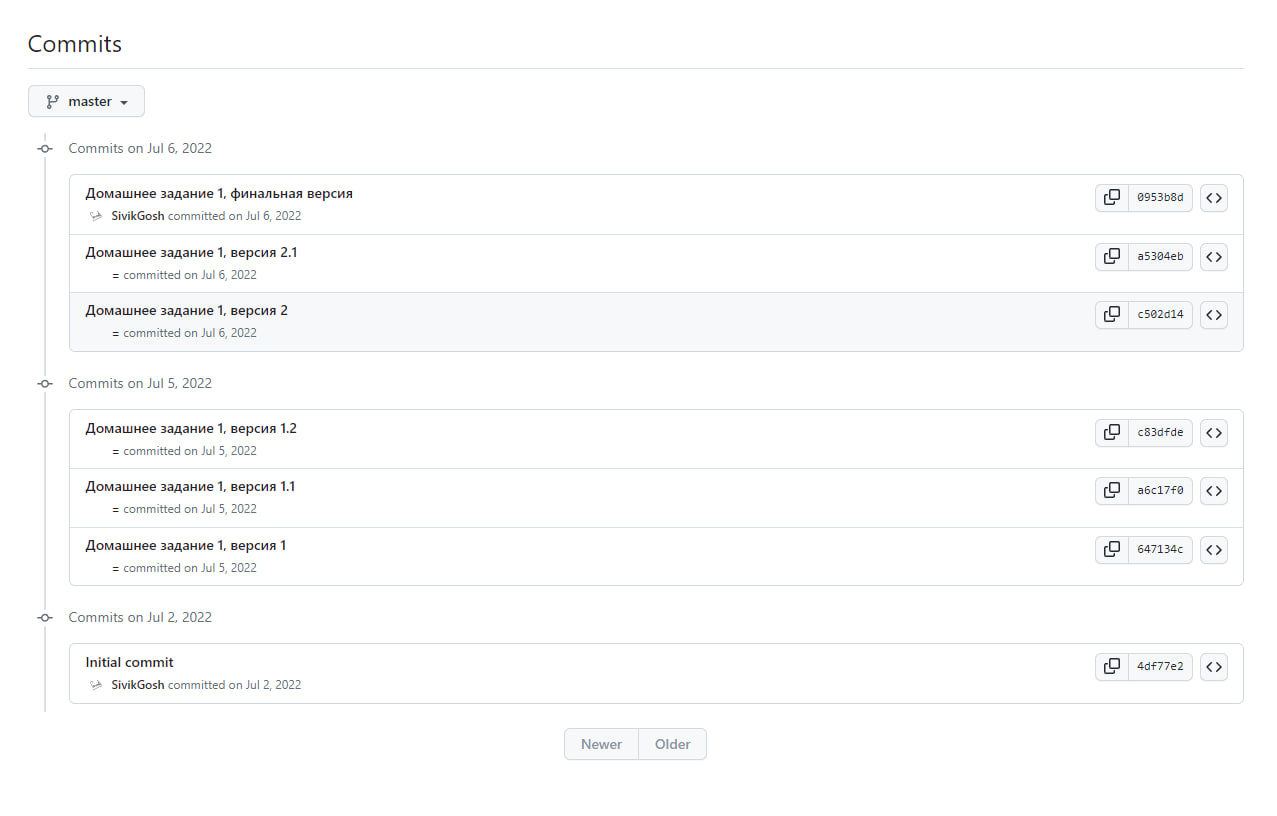 Commits
master
Commits on Jul 6, 2022
Домашнее задание 1, финальная версия
0953b8d
SivikGosh committed on Jul 6, 2022
Домашнее задание 1, версия 2.1
a5304eb
= committed on Jul 6, 2022
Домашнее задание 1, версия 2
c502d14
= committed on Jul 6, 2022
Commits on Jul 5, 2022
Домашнее задание 1, версия 1.2
c83dfde
= committed on Jul 5, 2022
Домашнее задание 1, версия 1.1
a6c17f0
= committed on Jul 5, 2022
Домашнее задание 1, версия 1
647134c
= committed on Jul 5, 2022
Commits on Jul 2, 2022
Initial commit
4df77e2
SivikGosh committed on Jul 2, 2022
Newer Older